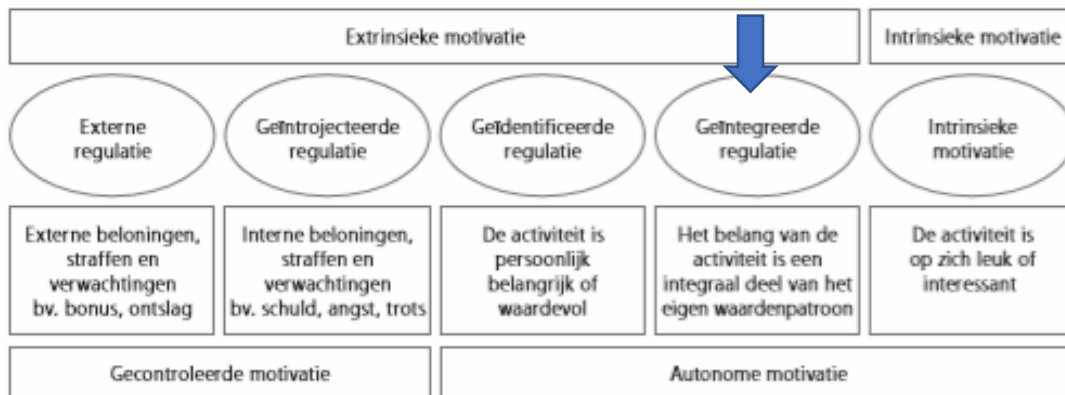 Extrinsieke motivatie
Intrinsieke motivatie
Externe
regulatie
Geïntrojecteerde
regulatie
Geïdentificeerde
regulatie
Geïntegreerde
regulatie
Intrinsieke
motivatie
Externe beloningen,
straffen en
verwachtingen
bv. bonus, ontslag
Interne beloningen,
straffen en
verwachtingen
bv. schuld, angst, trots
De activiteit is
persoonlijk
belangrijk of
waardevol
Het belang van de
activiteit is een
integraal deel van het
eigen waardenpatroon
De activiteit is
op zich leuk of
interessant
Gecontroleerde motivatie
Autonome motivatie